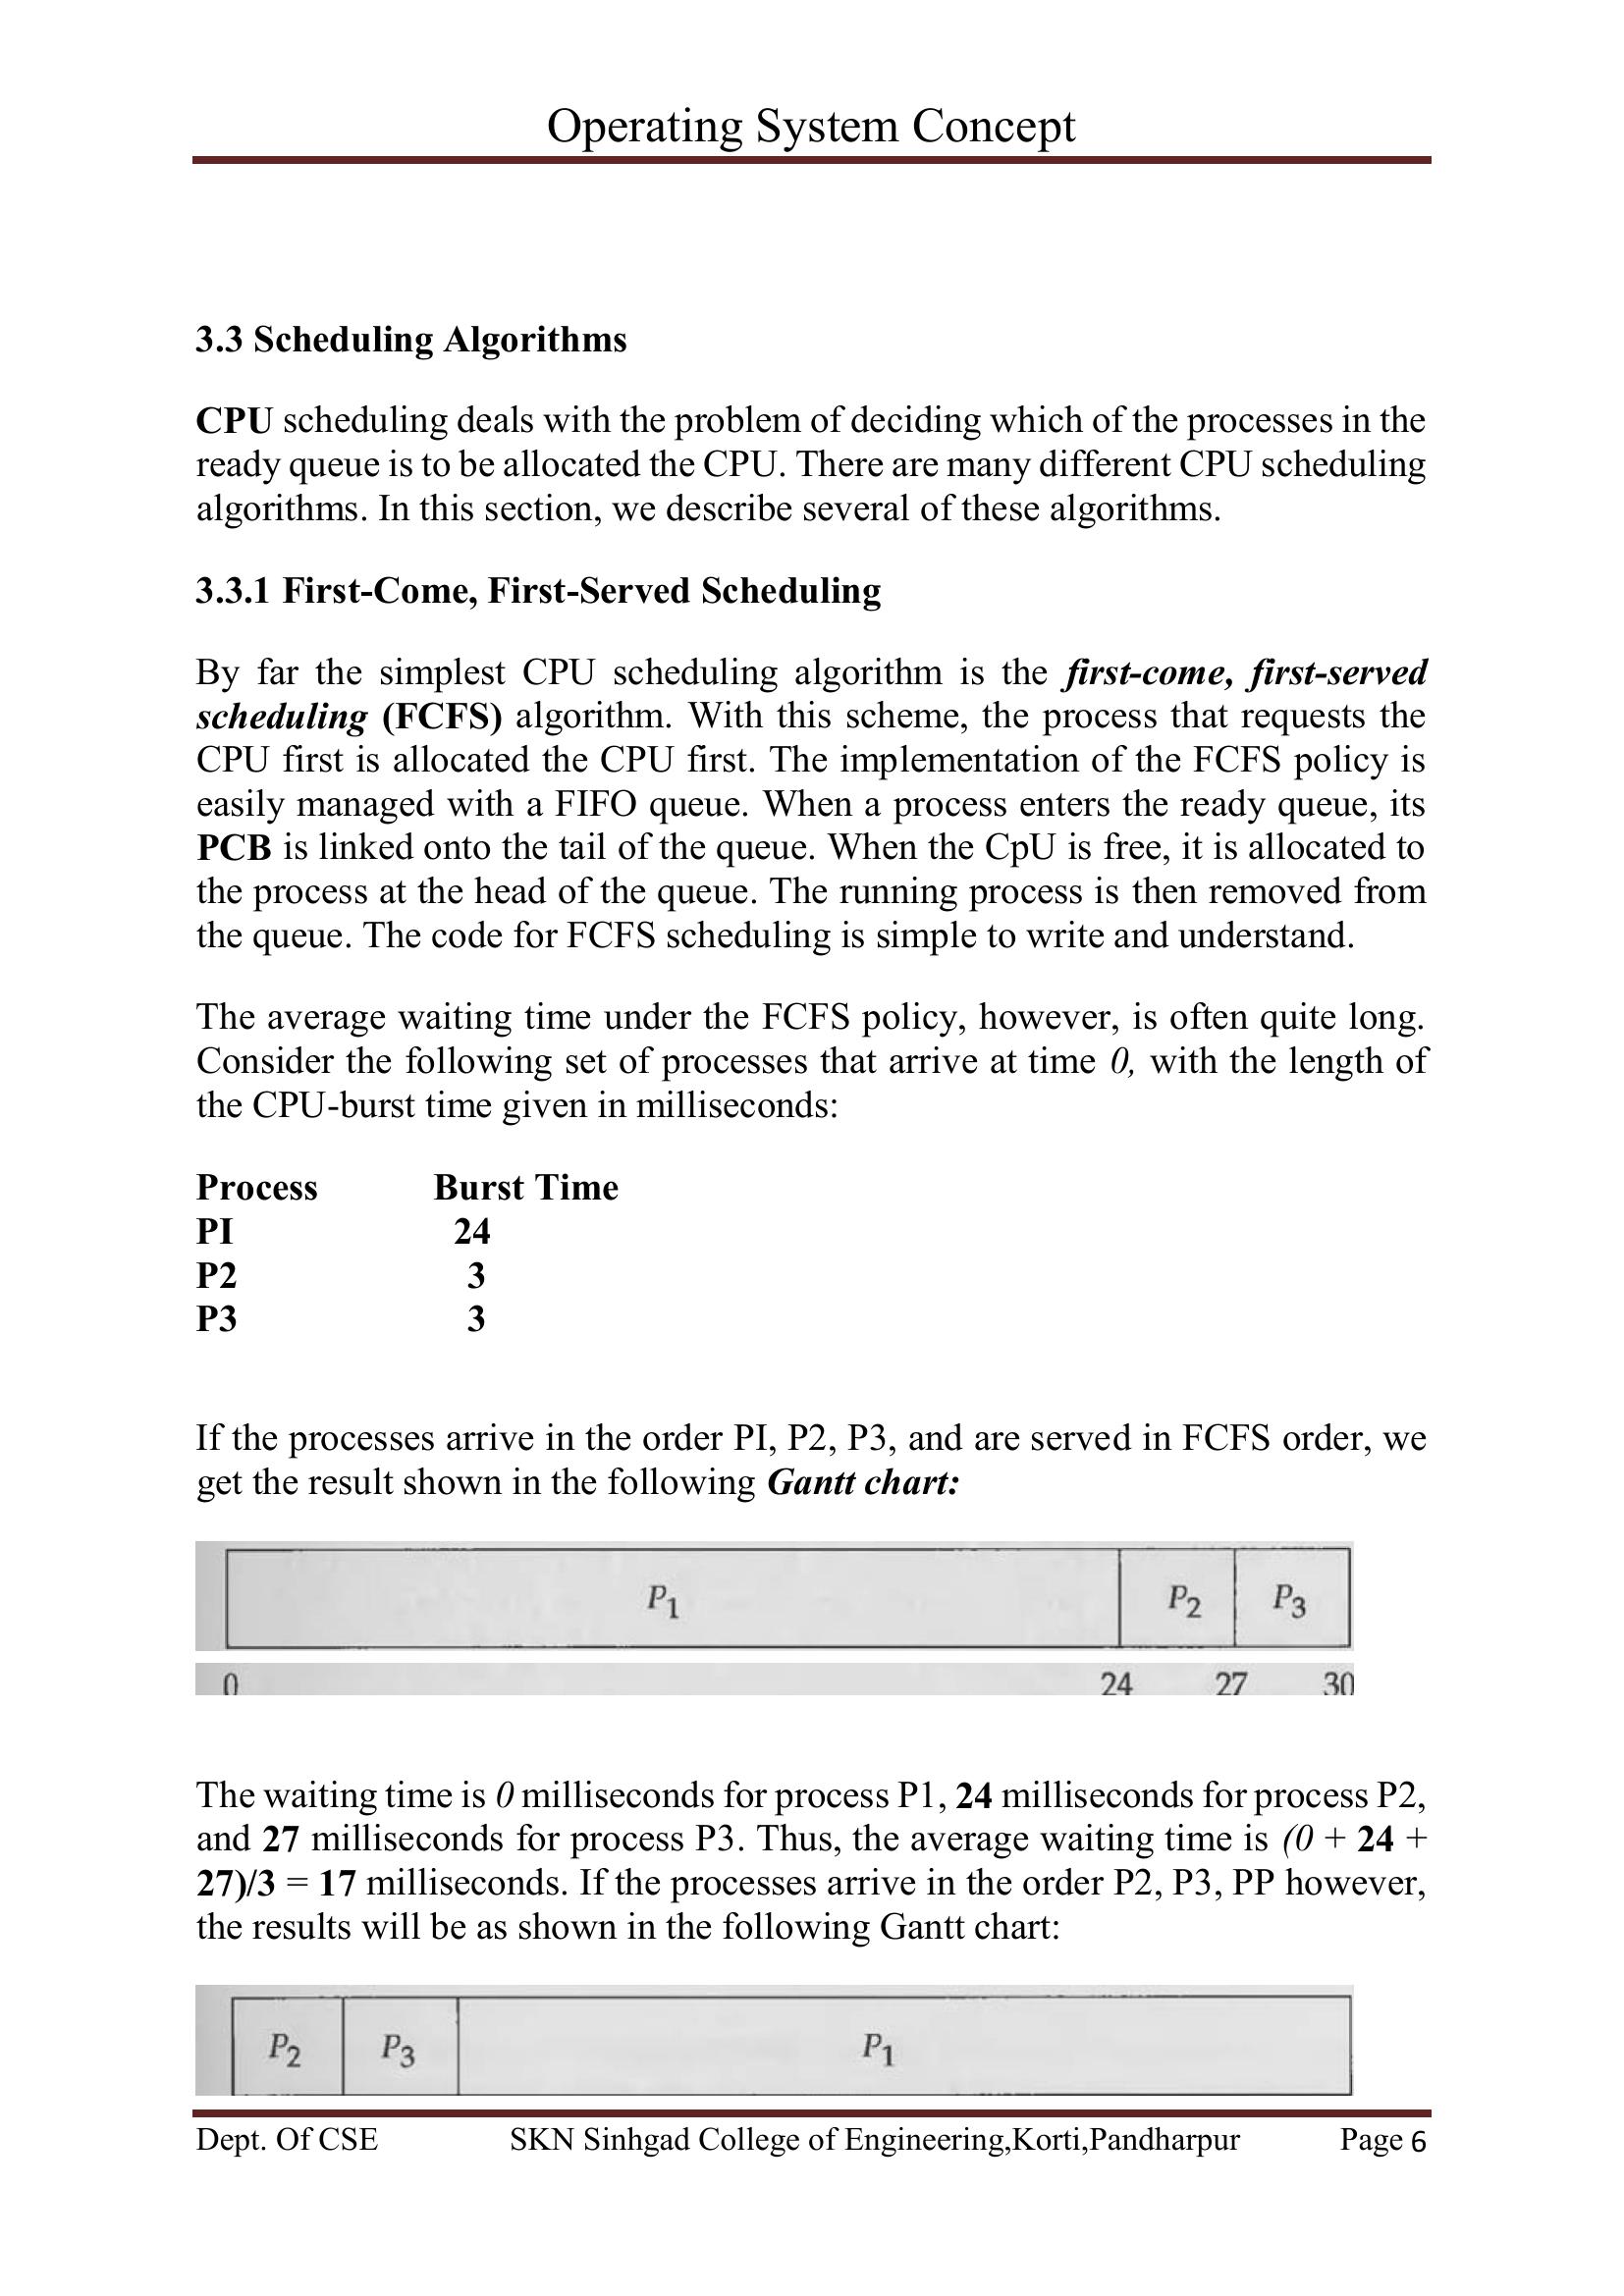 Operating System Concept
3.3 Scheduling Algorithms
CPU scheduling deals with the problem of deciding which of the processes in the
ready queue is to be allocated the CPU. There are many different CPU scheduling
algorithms. In this section, we describe several of these algorithms.
3.3.1 First-Come, First-Served Scheduling
By far the simplest CPU scheduling algorithm is the first-come, first-served
scheduling (FCFS) algorithm. With this scheme, the process that requests the
CPU first is allocated the CPU first. The implementation of the FCFS policy is
easily managed with a FIFO queue. When a process enters the ready queue, its
PCB is linked onto the tail of the queue. When the CpU is free, it is allocated to
the process at the head of the queue. The running process is then removed from
the queue. The code for FCFS scheduling is simple to write and understand.
The average waiting time under the FCFS policy, however, is often quite long.
Consider the following set of processes that arrive at time 0, with the length of
the CPU-burst time given in milliseconds:
Process Burst Time
PI 24
P2 3
P3 3
If the processes arrive in the order PI, P2, P3, and are served in FCFS order, we
get the result shown in the following Gantt chart:
P1 P2 P3
0 24 27 30
The waiting time is 0 milliseconds for process P1, 24 milliseconds for process P2,
and 27 milliseconds for process P3. Thus, the average waiting time is (0 + 24 +
27)/3 = 17 milliseconds. If the processes arrive in the order P2, P3, PP however,
the results will be as shown in the following Gantt chart:
P2 P3 P1
Dept. Of CSE SKN Sinhgad College of Engineering,Korti,Pandharpur Page 6